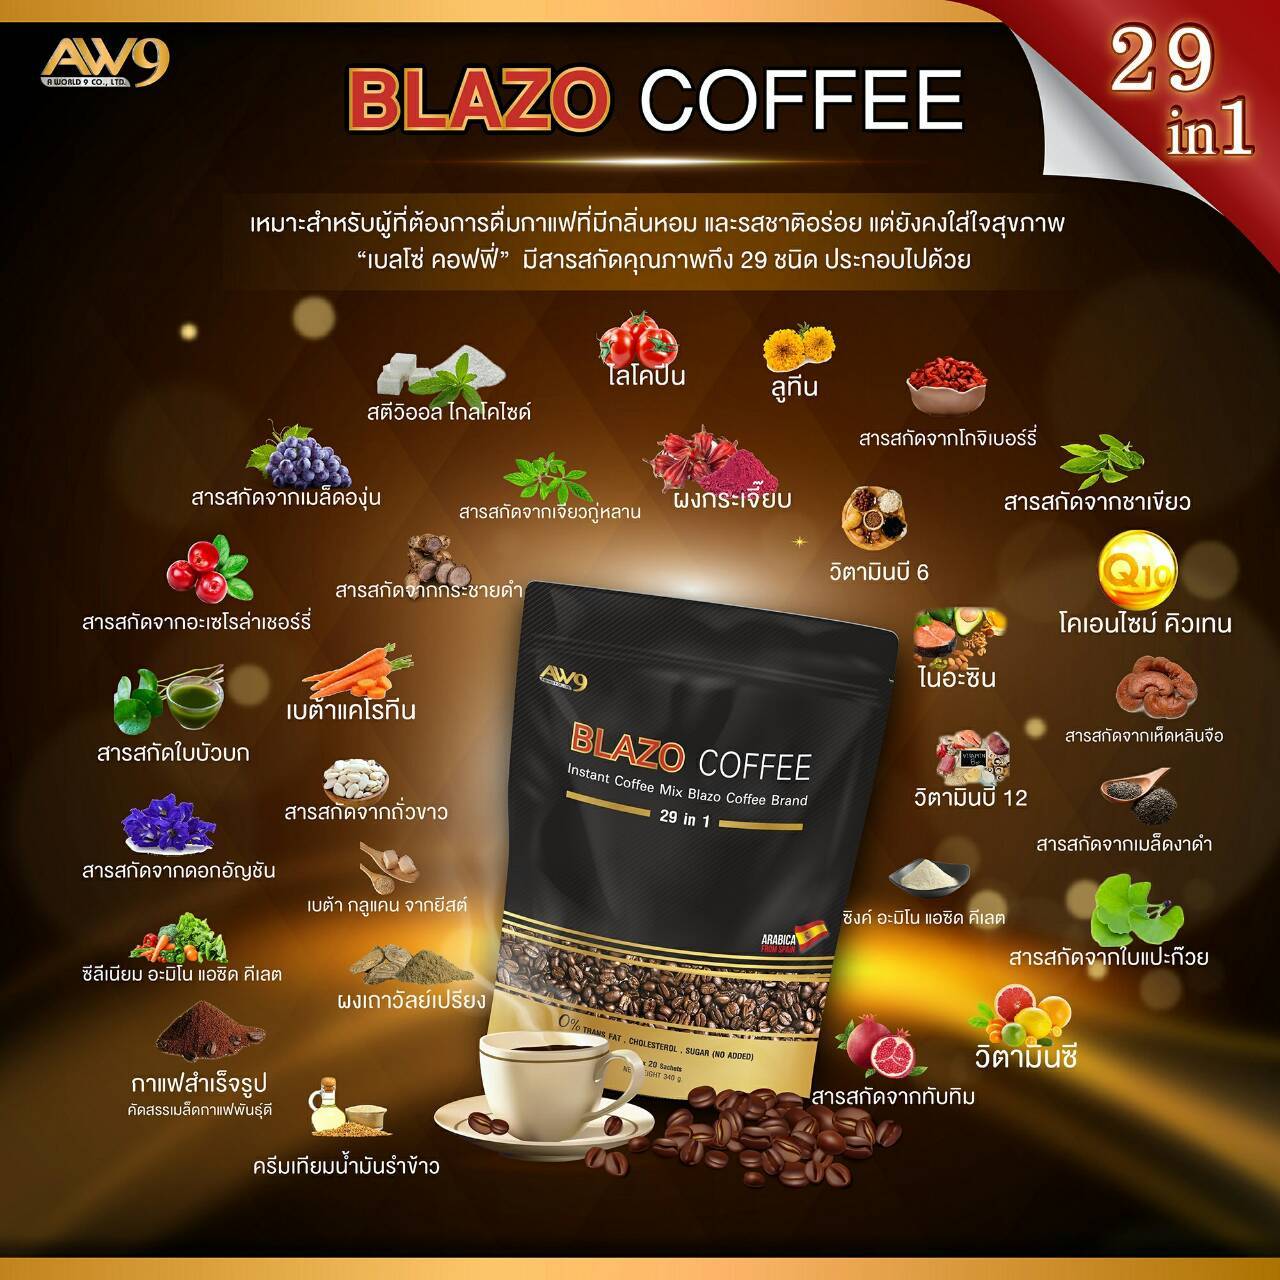 AW9
A WORLD 9 CO., LTD.
BLAZO COFFEE
29
in1
เหมาะสำหรับผู้ที่ต้องการดื่มกาแฟที่มีกลิ่นหอม และรสชาติอร่อย แต่ยังคงใส่ใจสุขภาพ
“เบลโซ่ คอฟฟี่” มีสารสกัดคุณภาพถึง 29 ชนิด ประกอบไปด้วย
ไลโคปีน
ลูทีน
สตีวิออล ไกลโคไซด์
สารสกัดจากโกจิเบอร์รี่
สารสกัดจากเมล็ดองุ่น
สารสกัดจากเจียวกู่หลาน
ผงกระเจี๊ยบ
สารสกัดจากชาเขียว
วิตามินบี 6
สารสกัดจากกระชายดำ
Q10
สารสกัดจากอะเซโรล่าเชอร์รี่
โคเอนไซม์ คิวเทน
ไนอะซิน
เบต้าแคโรทีน
สารสกัดจากเห็ดหลินจือ
สารสกัดใบบัวบก
วิตามินบี 12
สารสกัดจากถั่วขาว
สารสกัดจากเมล็ดงาดำ
สารสกัดจากดอกอัญชัน
เบต้า กลูแคน จากยีสต์
ซิงค์ อะมิโน แอซิด คีเลต
สารสกัดจากใบแปะก๊วย
ซีลีเนียม อะมิโน แอซิด คีเลต
ผงเถาวัลย์เปรียง
วิตามินซี
กาแฟสำเร็จรูป
คัดสรรเมล็ดกาแฟพันธุ์ดี
สารสกัดจากทับทิม
ครีมเทียมน้ำมันรำข้าว
AW9
BLAZO COFFEE
Instant Coffee Mix Blazo Coffee Brand
29 in 1
ARABICA
FROM SPAIN
0% TRANS FAT , CHOLESTEROL , SUGAR (NO ADDED)
x 20 Sachets
340 g.